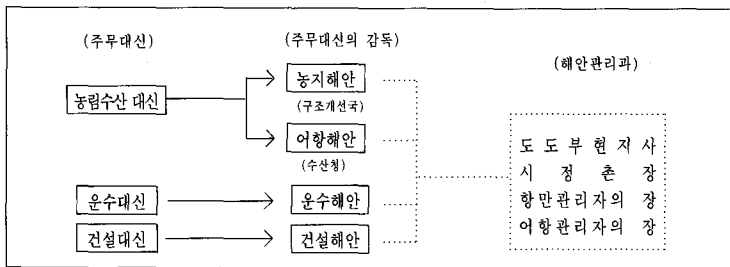 (주무대신)
(주무대신의 감독)
(해안관리과)
농림수산 대신
농지해안
(구조개선국)
어항해안
(수산청)
운수대신
운수해안
건설대신
건설해안
도도부현지사
시정촌장
항만관리자의 장
어항관리자의 장